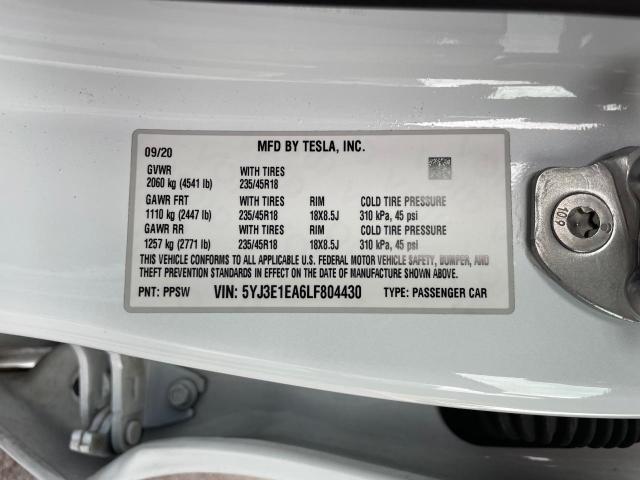 09/20 MFD BY TESLA, INC.
GVWR WITH TIRES
2060 kg (4541 lb) 235/45R18
GAWR FRT WITH TIRES RIM COLD TIRE PRESSURE
1110 kg (2447 lb) 235/45R18 18X8.5J 310 kPa, 45 psi
GAWR RR WITH TIRES RIM COLD TIRE PRESSURE
1257 kg (2771 lb) 235/45R18 18X8.5J 310 kPa, 45 psi
THIS VEHICLE CONFORMS TO ALL APPLICABLE U.S. FEDERAL MOTOR VEHICLE SAFETY, BUMPER, AND
THEFT PREVENTION STANDARDS IN EFFECT ON THE DATE OF MANUFACTURE SHOWN ABOVE.
PNT: PPSW VIN: 5YJ3E1EA6LF804430 TYPE: PASSENGER CAR
10.9